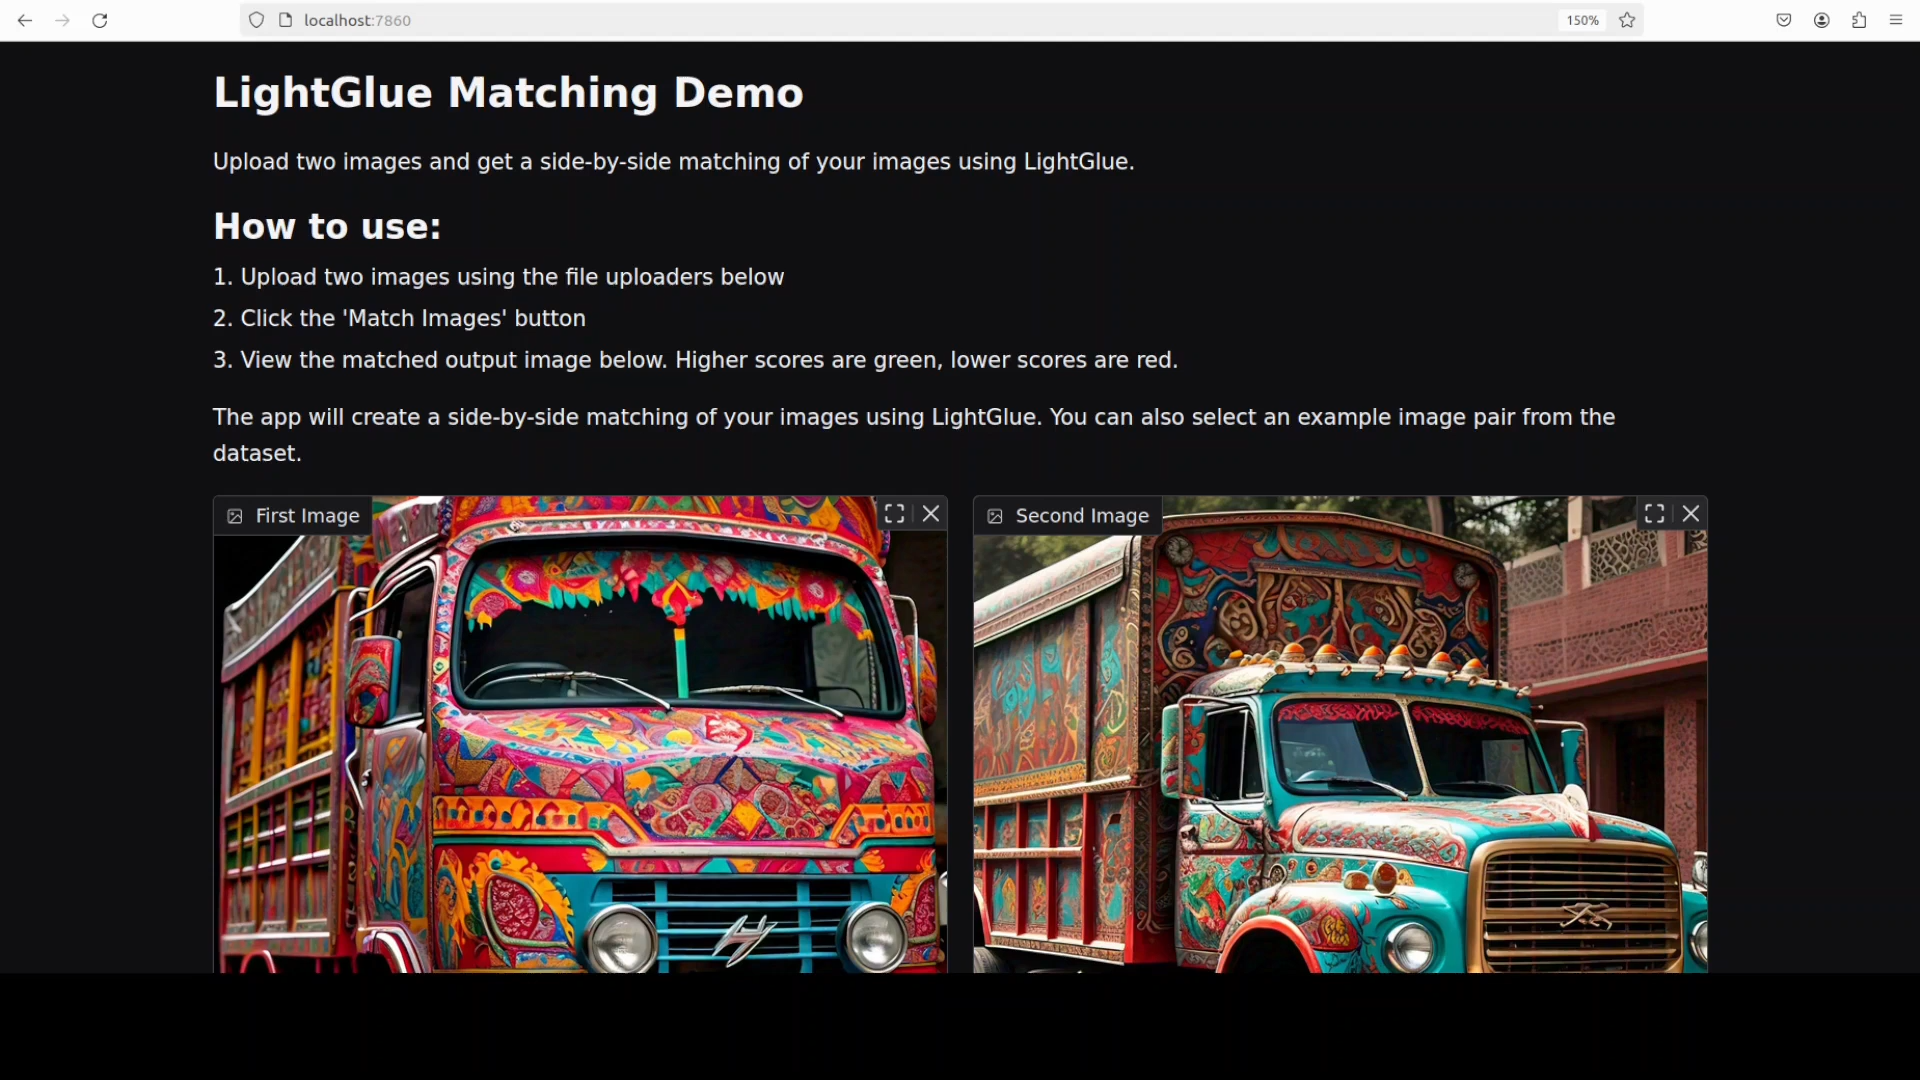 localhost:7860
150%
LightGlue Matching Demo
Upload two images and get a side-by-side matching of your images using LightGlue.
How to use:
1. Upload two images using the file uploaders below
2. Click the 'Match Images' button
3. View the matched output image below. Higher scores are green, lower scores are red.
The app will create a side-by-side matching of your images using LightGlue. You can also select an example image pair from the
dataset.
First Image
Second Image